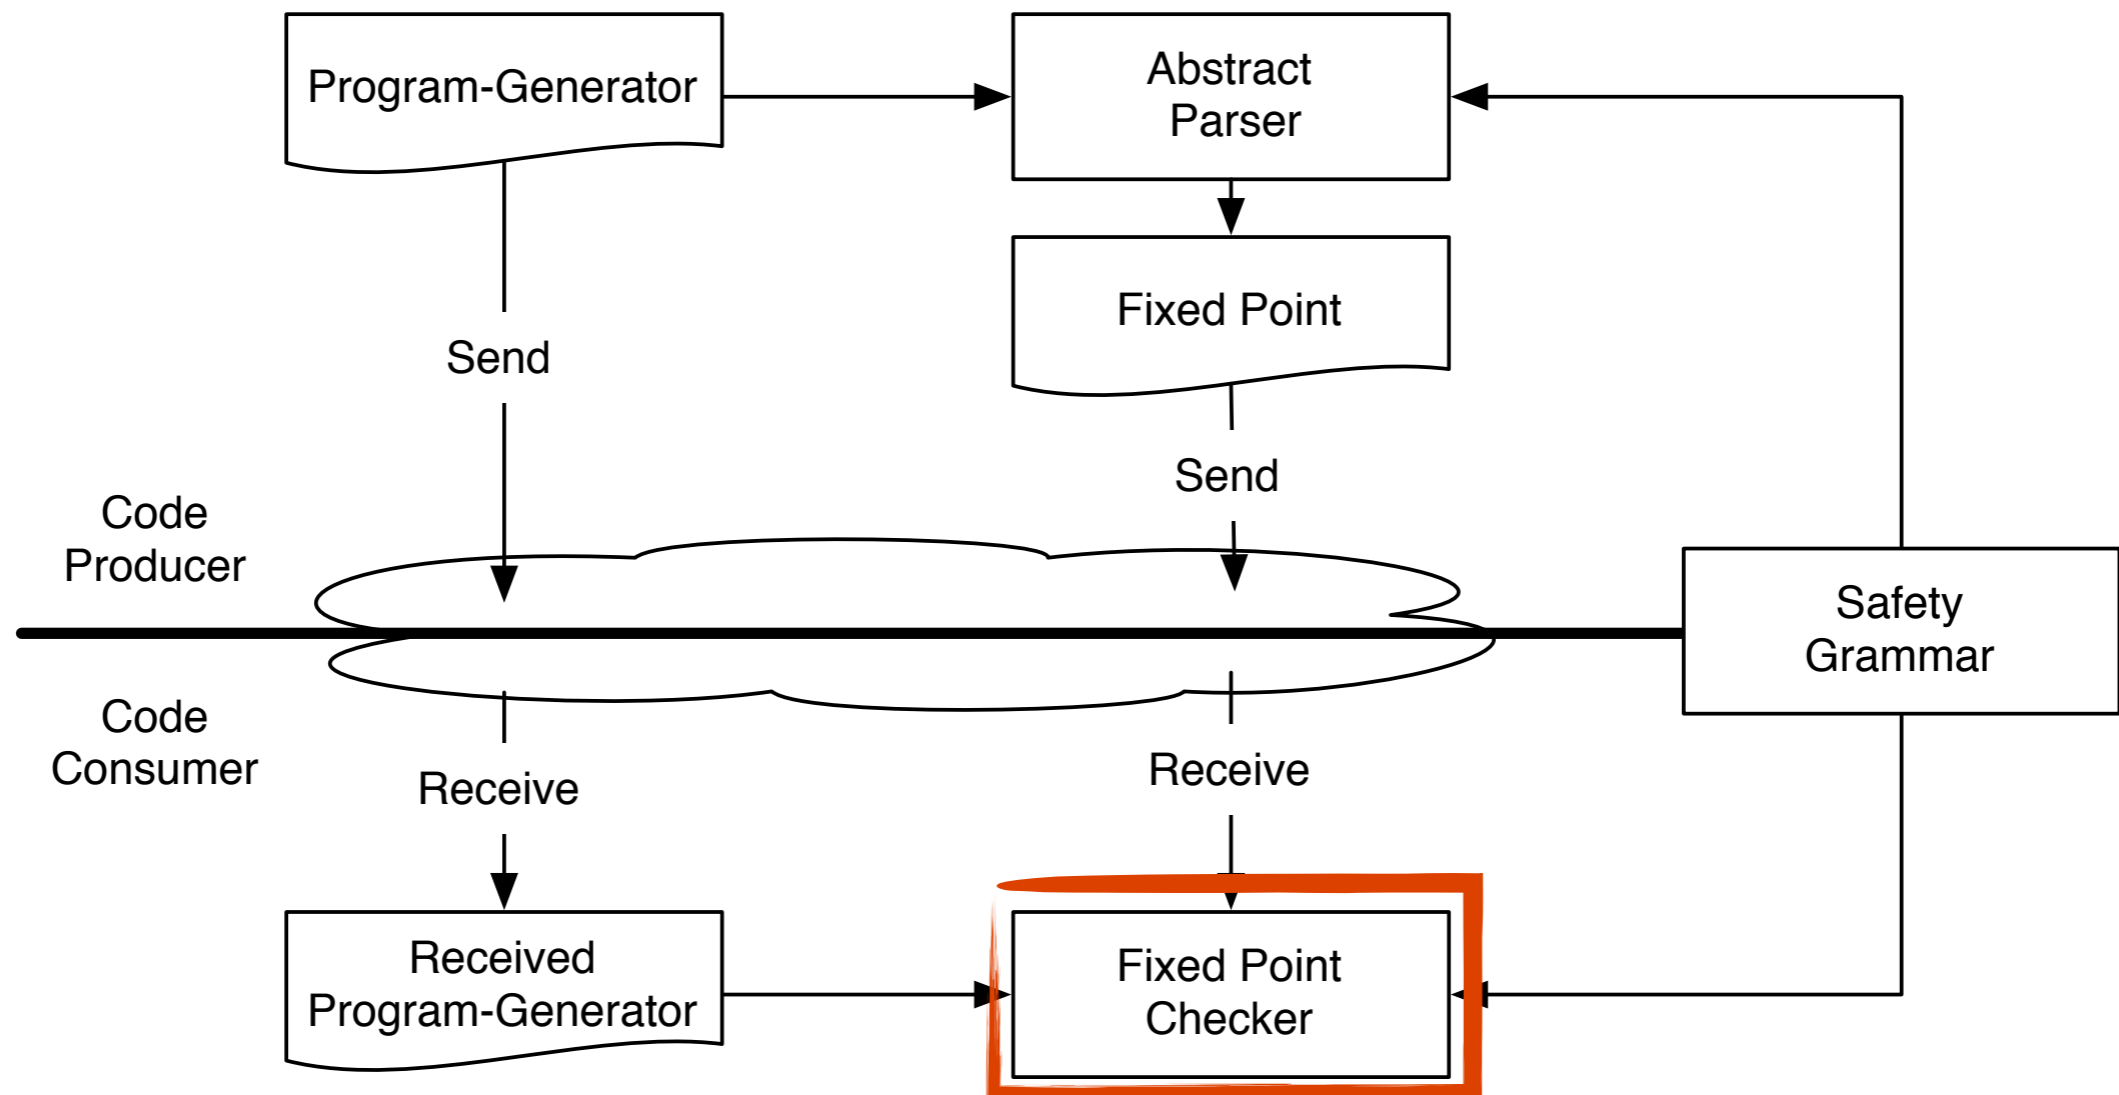 Program-Generator
Abstract
Parser
Fixed Point
Send
Send
Code
Producer
Safety
Grammar
Code
Consumer
Receive
Receive
Received
Program-Generator
Fixed Point
Checker